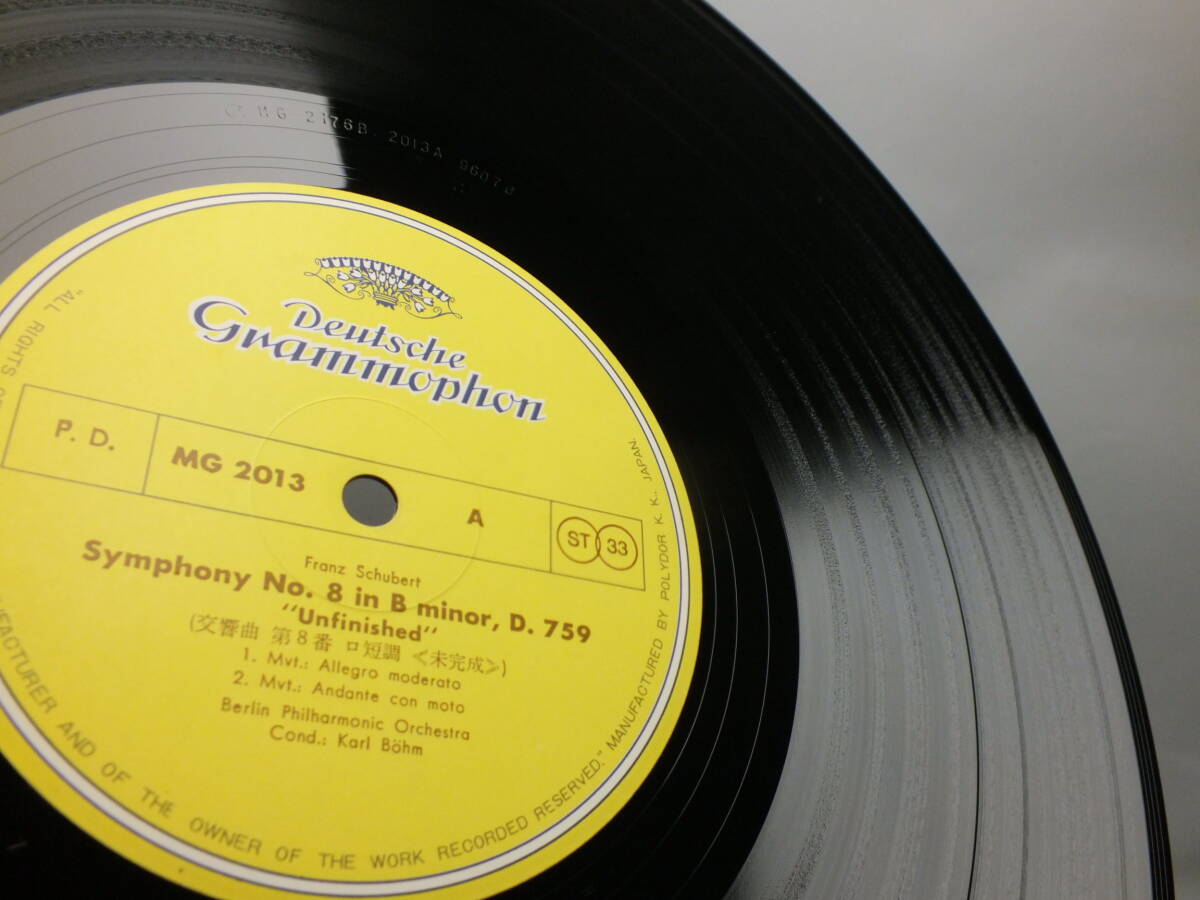 MG 2176B 2013A 9607B
Deutsche
Grammophon
P. D.
MG 2013
A
ST 33
Franz Schubert
Symphony No. 8 in B minor, D. 759
"Unfinished"
(交響曲 第8番 ロ短調 《未完成》)
1. Mvt.: Allegro moderato
2. Mvt.: Andante con moto
Berlin Philharmonic Orchestra
Cond.: Karl Böhm
"ALL RIGHTS
MANUFACTURER AND OF THE OWNER OF THE WORK RECORDED RESERVED." MANUFACTURED BY POLYDOR K. K., JAPAN.